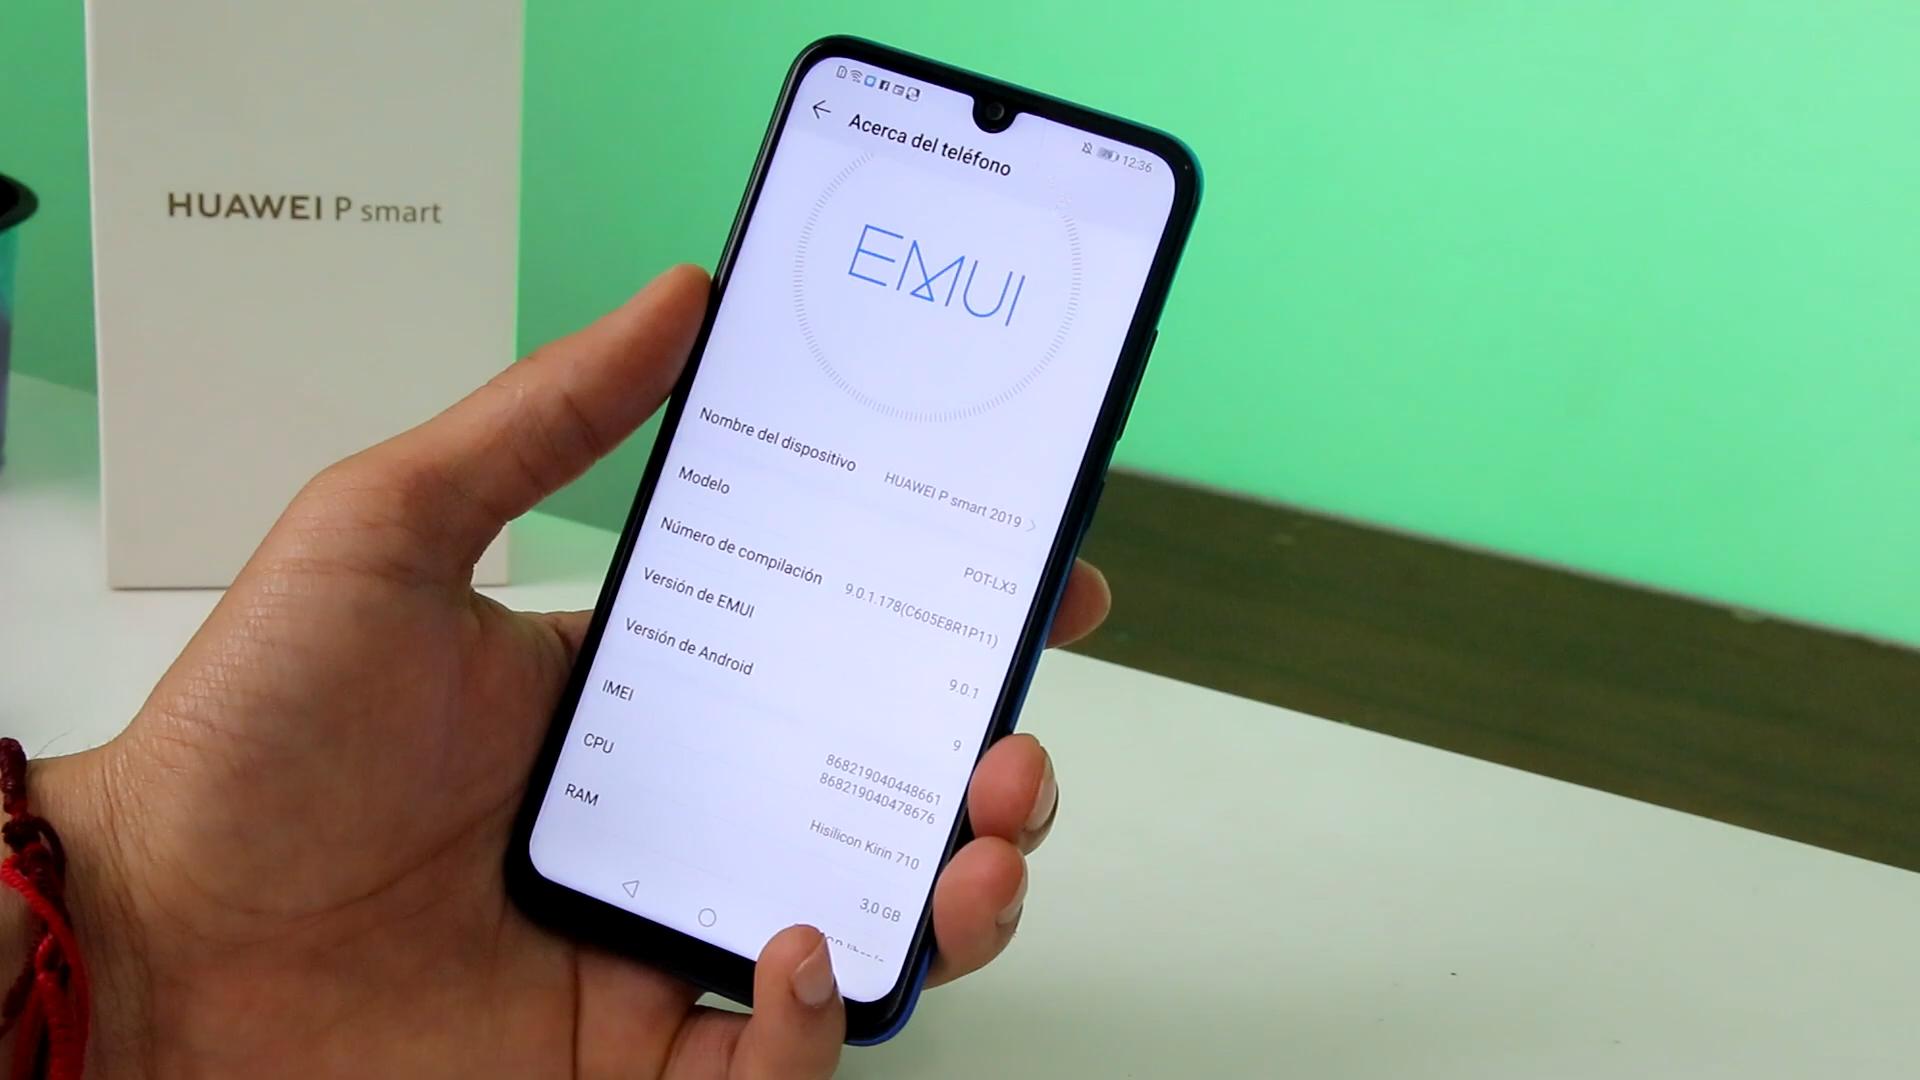 HUAWEI P smart
12:36
Acerca del teléfono
EMUI
Nombre del dispositivo
HUAWEI P smart 2019
Modelo
POT-LX3
Número de compilación
9.0.1.178(C605E8R1P11)
Versión de EMUI
9.0.1
Versión de Android
9
IMEI
868219040448661
868219040478676
CPU
Hisilicon Kirin 710
RAM
3,0 GB